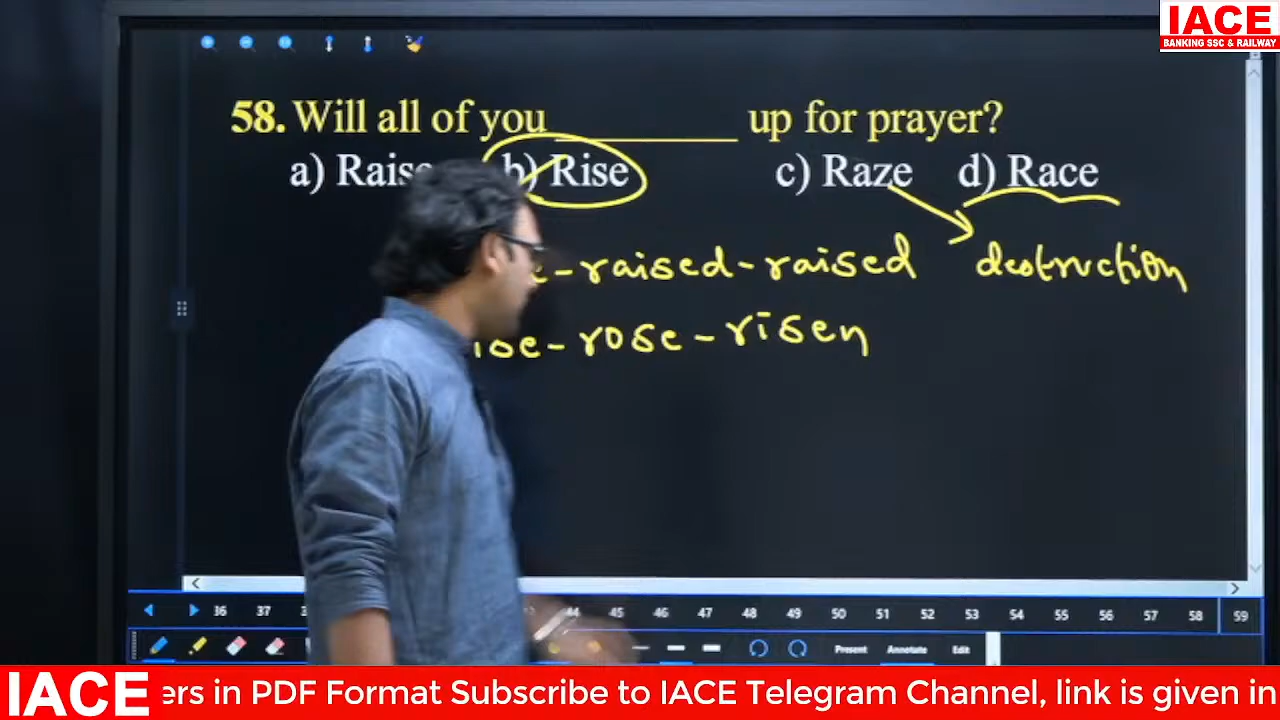 IACE
BANKING SSC & RAILWAY
58. Will all of you ________ up for prayer?
a) Raise b) Rise c) Raze d) Race
-raised-raised destruction
-rose-risen
36 37 44 45 46 47 48 49 50 51 52 53 54 55 56 57 58 59
Present Annotate Edit
IACE ers in PDF Format Subscribe to IACE Telegram Channel, link is given in